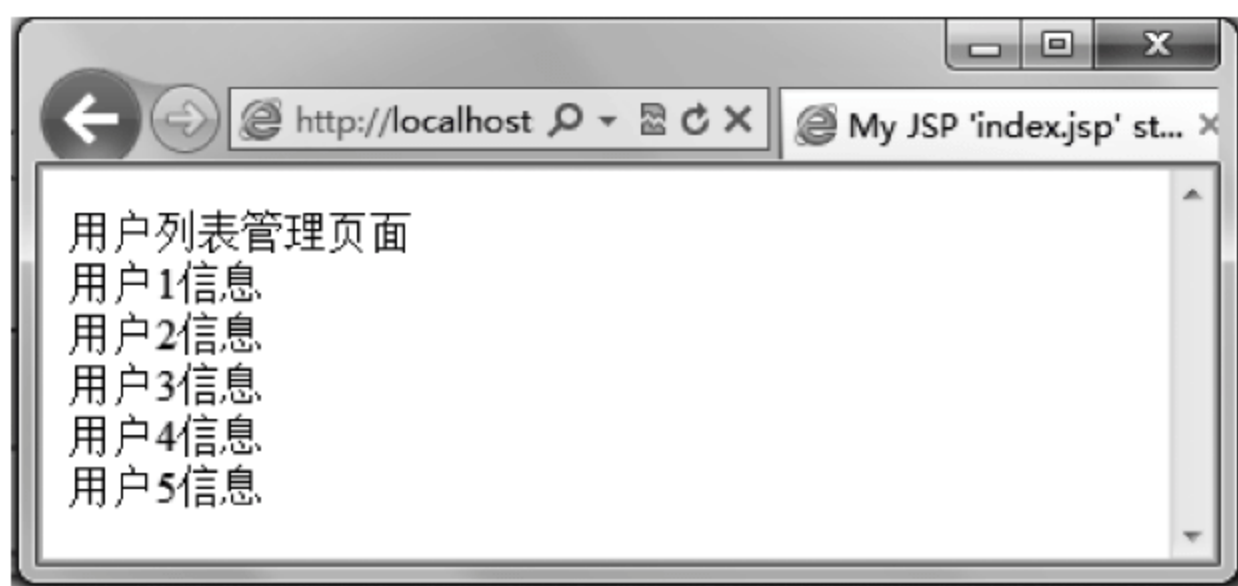 http://localhost
My JSP 'index.jsp' st...
用户列表管理页面
用户1信息
用户2信息
用户3信息
用户4信息
用户5信息